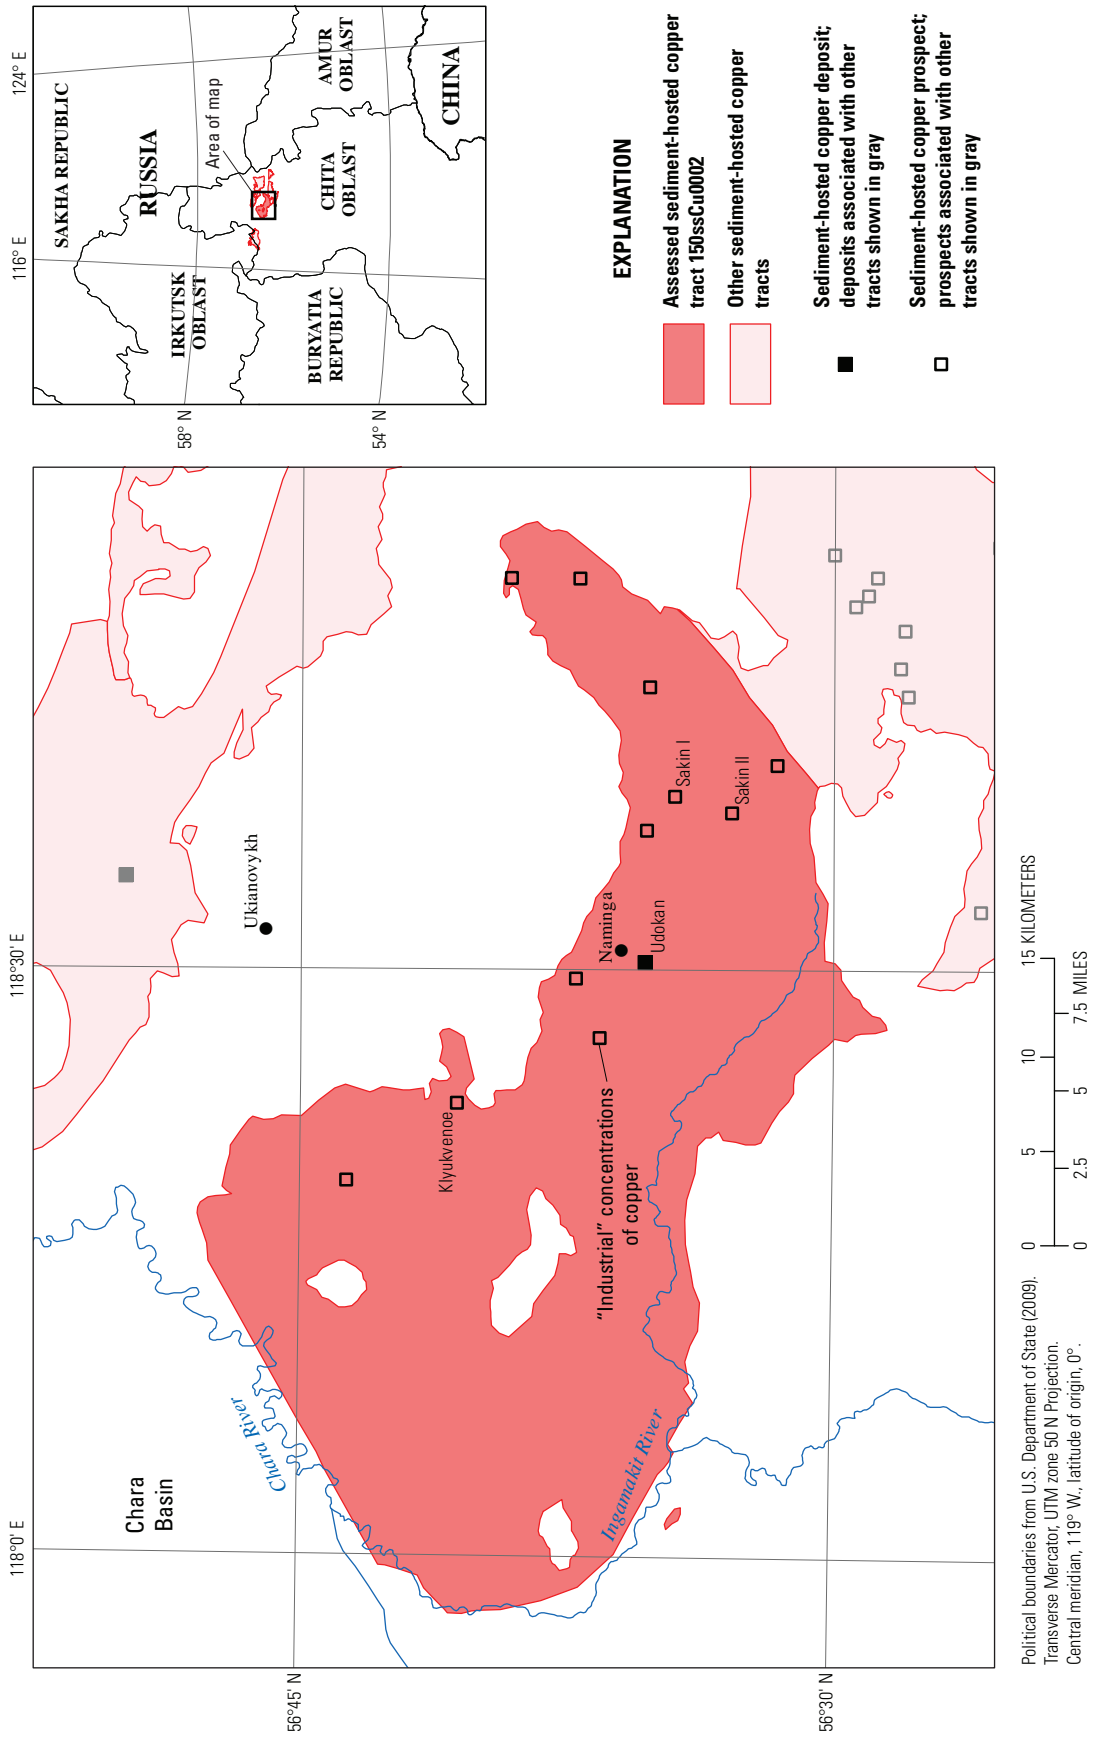 118°0' E
118°30' E
56°45' N
56°30' N
Chara
Basin
Chara River
Ukianovykh
Klyukvenoe
Naminga
Udokan
Sakin I
Sakin II
"Industrial" concentrations
of copper
Ingamakit River
116° E
124° E
58° N
54° N
SAKHA REPUBLIC
RUSSIA
Area of map
IRKUTSK
OBLAST
BURYATIA
REPUBLIC
CHITA
OBLAST
AMUR
OBLAST
CHINA
EXPLANATION
Assessed sediment-hosted copper
tract 150ssCu0002
Other sediment-hosted copper
tracts
Sediment-hosted copper deposit;
deposits associated with other
tracts shown in gray
Sediment-hosted copper prospect;
prospects associated with other
tracts shown in gray
Political boundaries from U.S. Department of State (2009).
Transverse Mercator, UTM zone 50 N Projection.
Central meridian, 119° W., latitude of origin, 0°.
0 5 10 15 KILOMETERS
0 2.5 5 7.5 MILES